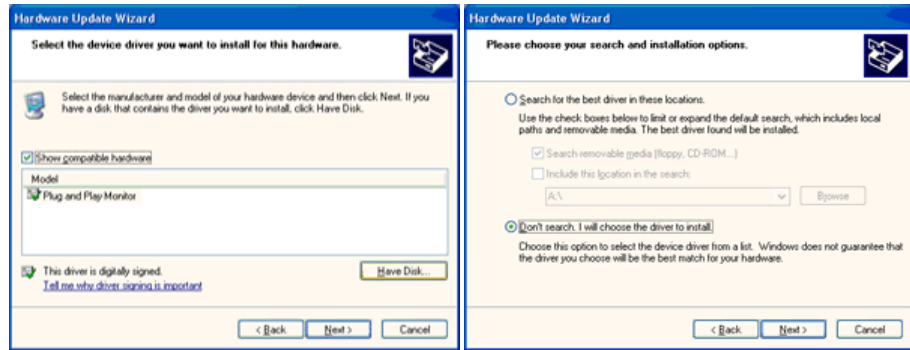 Hardware Update Wizard
Select the device driver you want to install for this hardware.
Select the manufacturer and model of your hardware device and then click Next. If you
have a disk that contains the driver you want to install, click Have Disk.
Show compatible hardware
Model
Plug and Play Monitor
This driver is digitally signed.
Tell me why driver signing is important
Have Disk...
< Back
Next >
Cancel
Hardware Update Wizard
Please choose your search and installation options.
Search for the best driver in these locations.
Use the check boxes below to limit or expand the default search, which includes local
paths and removable media. The best driver found will be installed.
Search removable media (floppy, CD-ROM...)
Include this location in the search:
A:\
Browse
Don't search. I will choose the driver to install.
Choose this option to select the device driver from a list. Windows does not guarantee that
the driver you choose will be the best match for your hardware.
< Back
Next >
Cancel